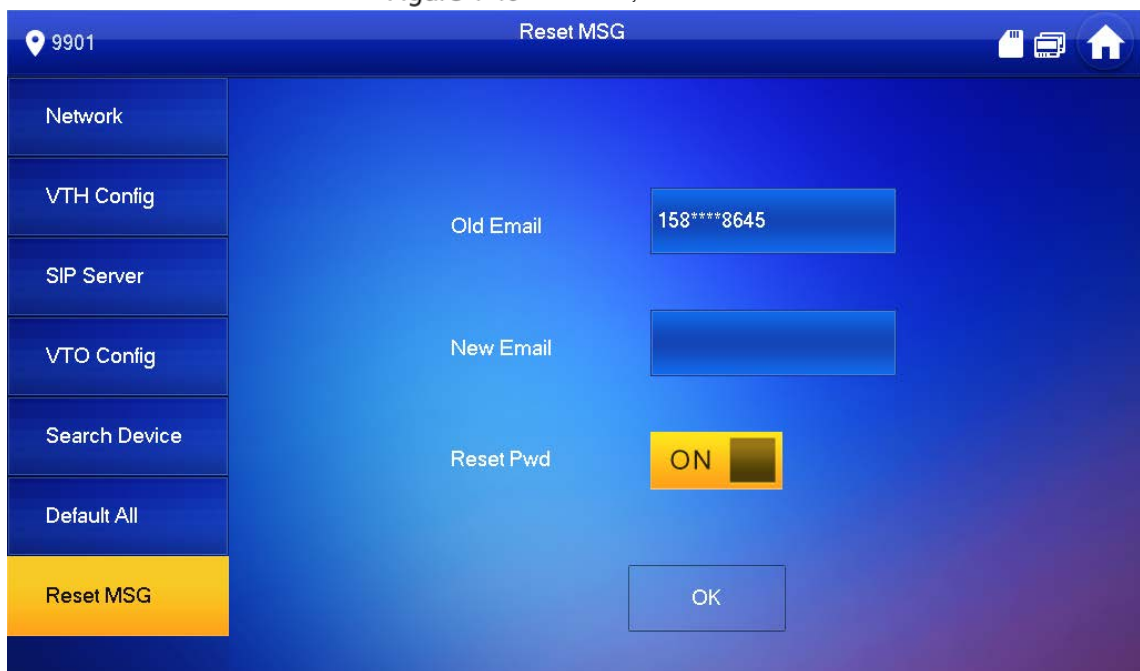 9901
Reset MSG
Network
VTH Config
SIP Server
VTO Config
Search Device
Default All
Reset MSG
Old Email
158****8645
New Email
Reset Pwd
ON
OK